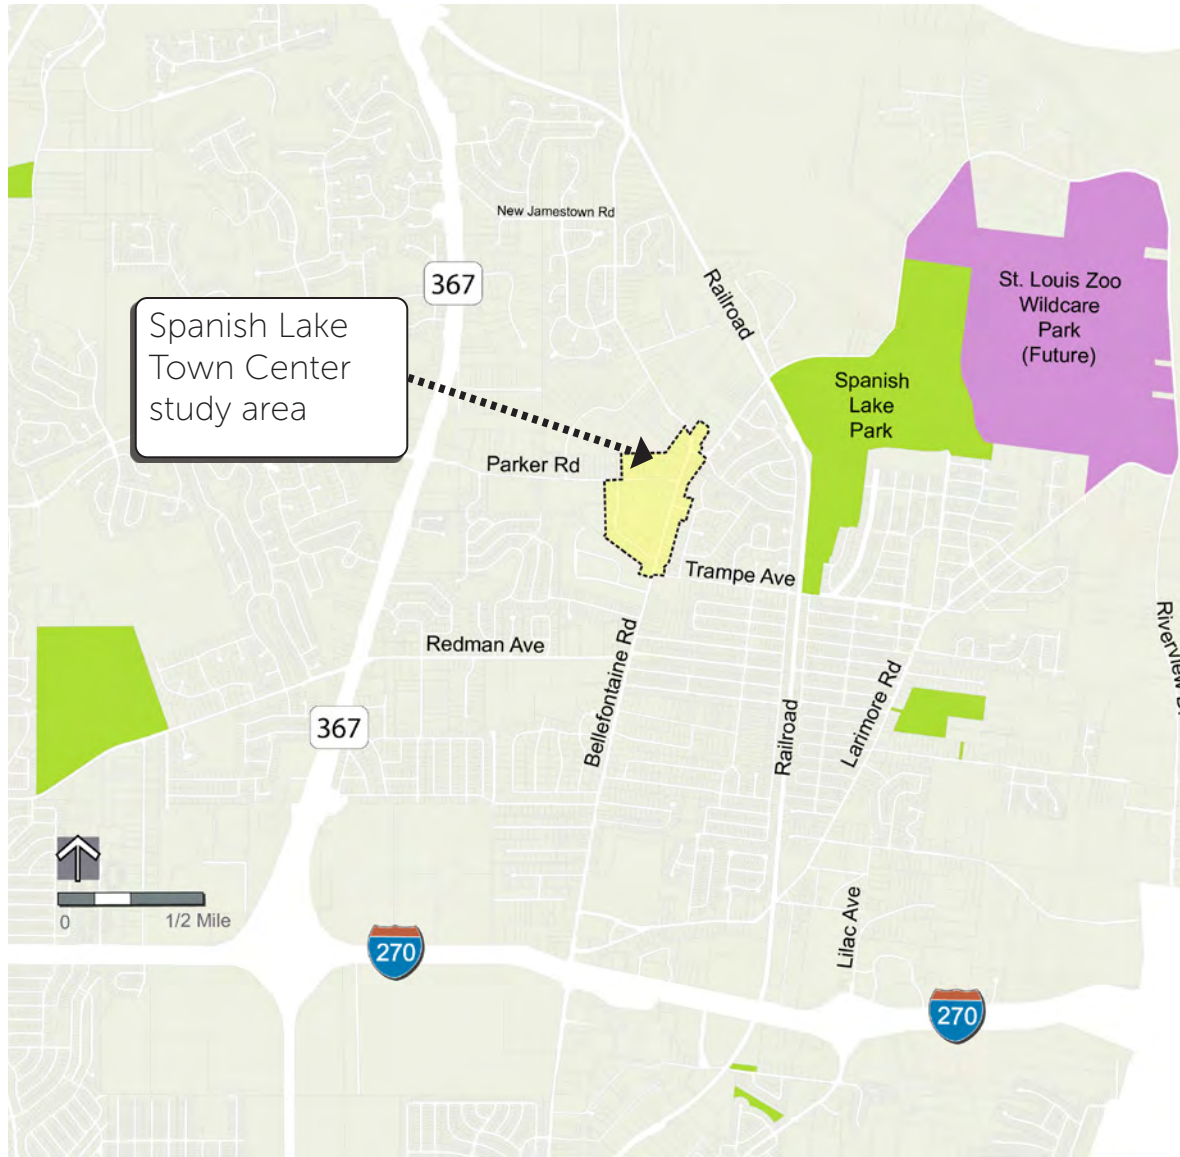 New Jamestown Rd
367
Railroad
St. Louis Zoo
Wildcare
Park
(Future)
Spanish Lake
Town Center
study area
Spanish
Lake
Park
Parker Rd
Trampe Ave
Redman Ave
Bellefontaine Rd
Larimore Rd
Riverview
367
Railroad
0
1/2 Mile
Lilac Ave
270
270